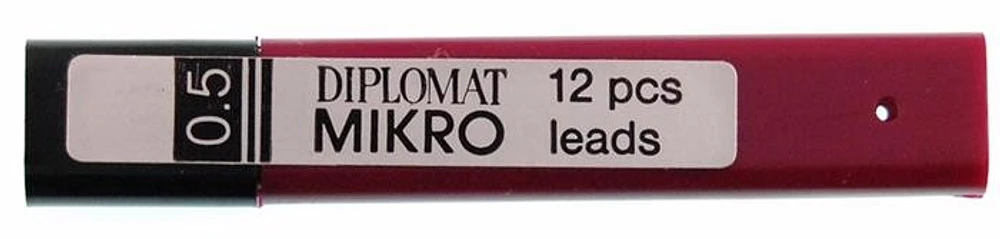 0.5
DIPLOMAT
MIKRO
12 pcs
leads